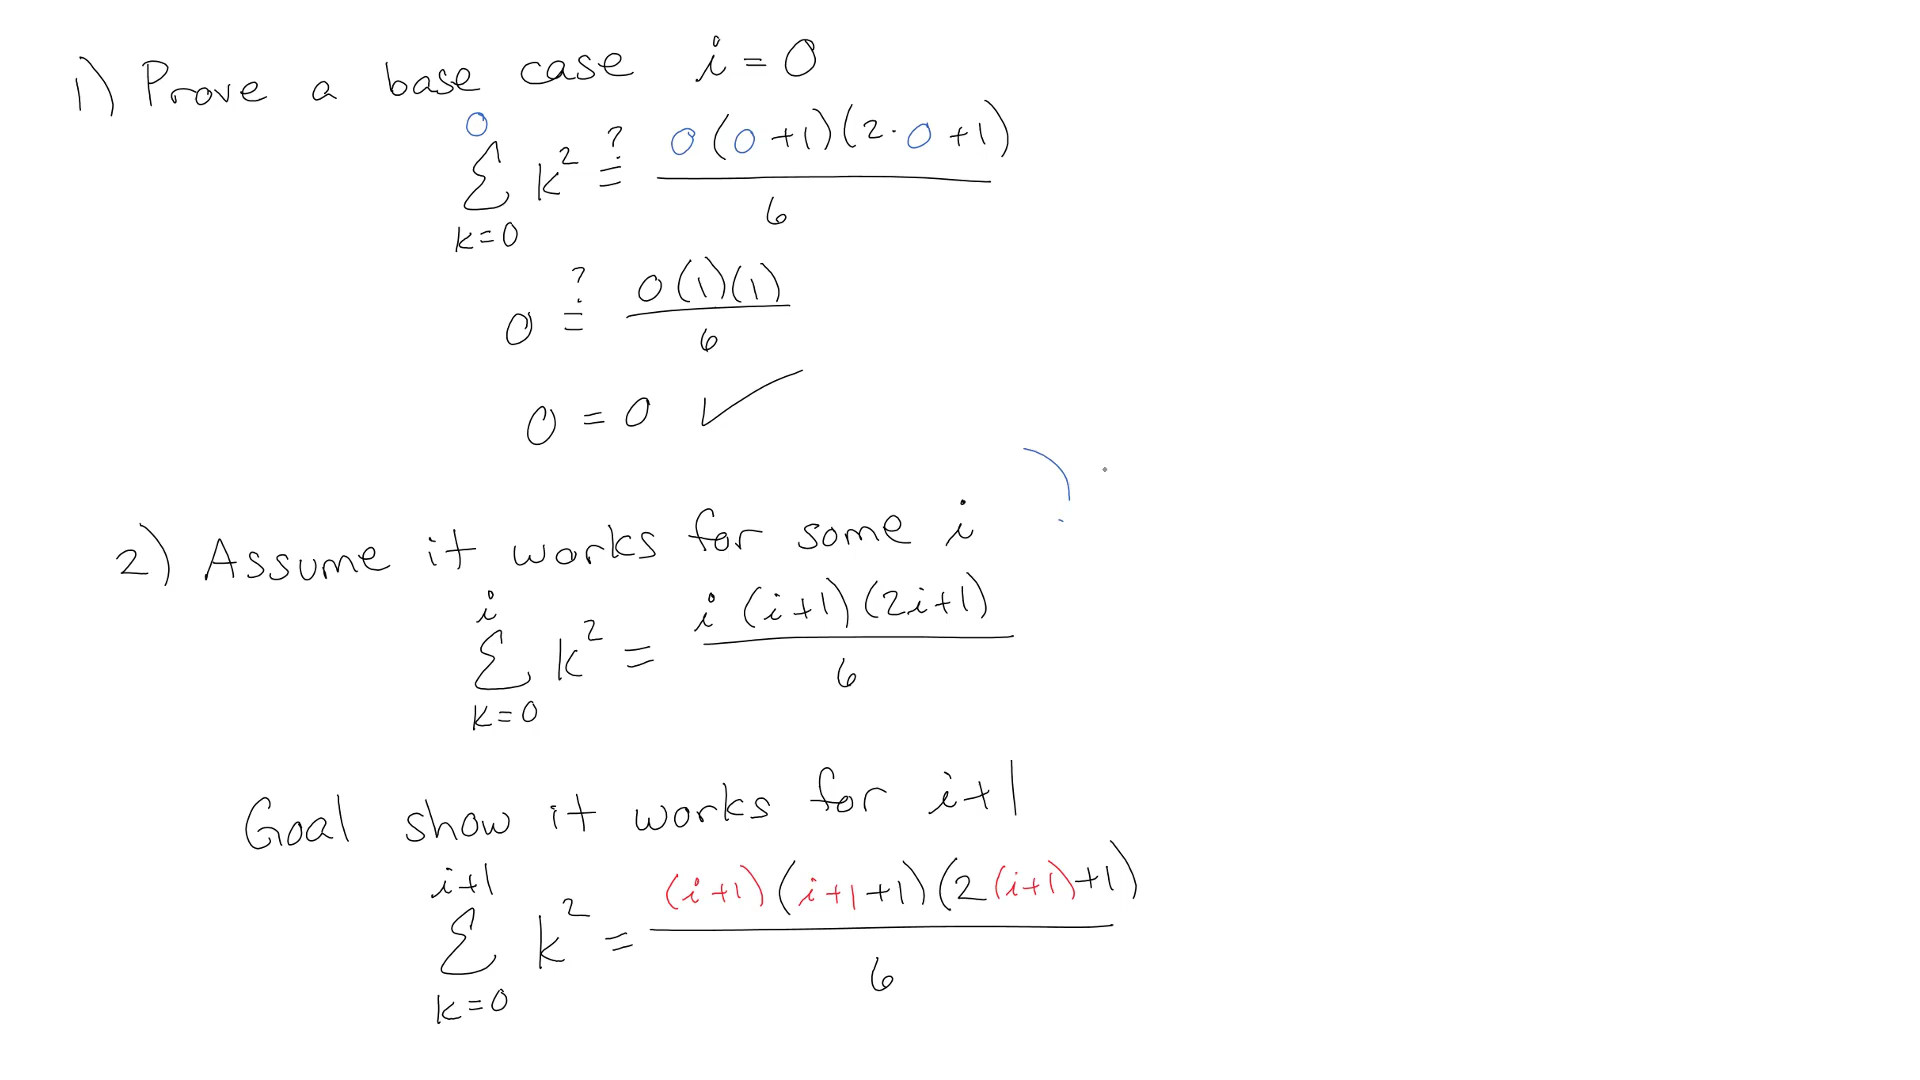 1) Prove a base case i = 0
0
∑ k² ≟ 0(0+1)(2·0+1)
6
k=0
0 ≟ 0(1)(1)
6
0 = 0 ✓
2) Assume it works for some i
i
∑ k² = i(i+1)(2i+1)
6
k=0
Goal show it works for i+1
i+1
∑ k² = (i+1)(i+1+1)(2(i+1)+1)
6
k=0